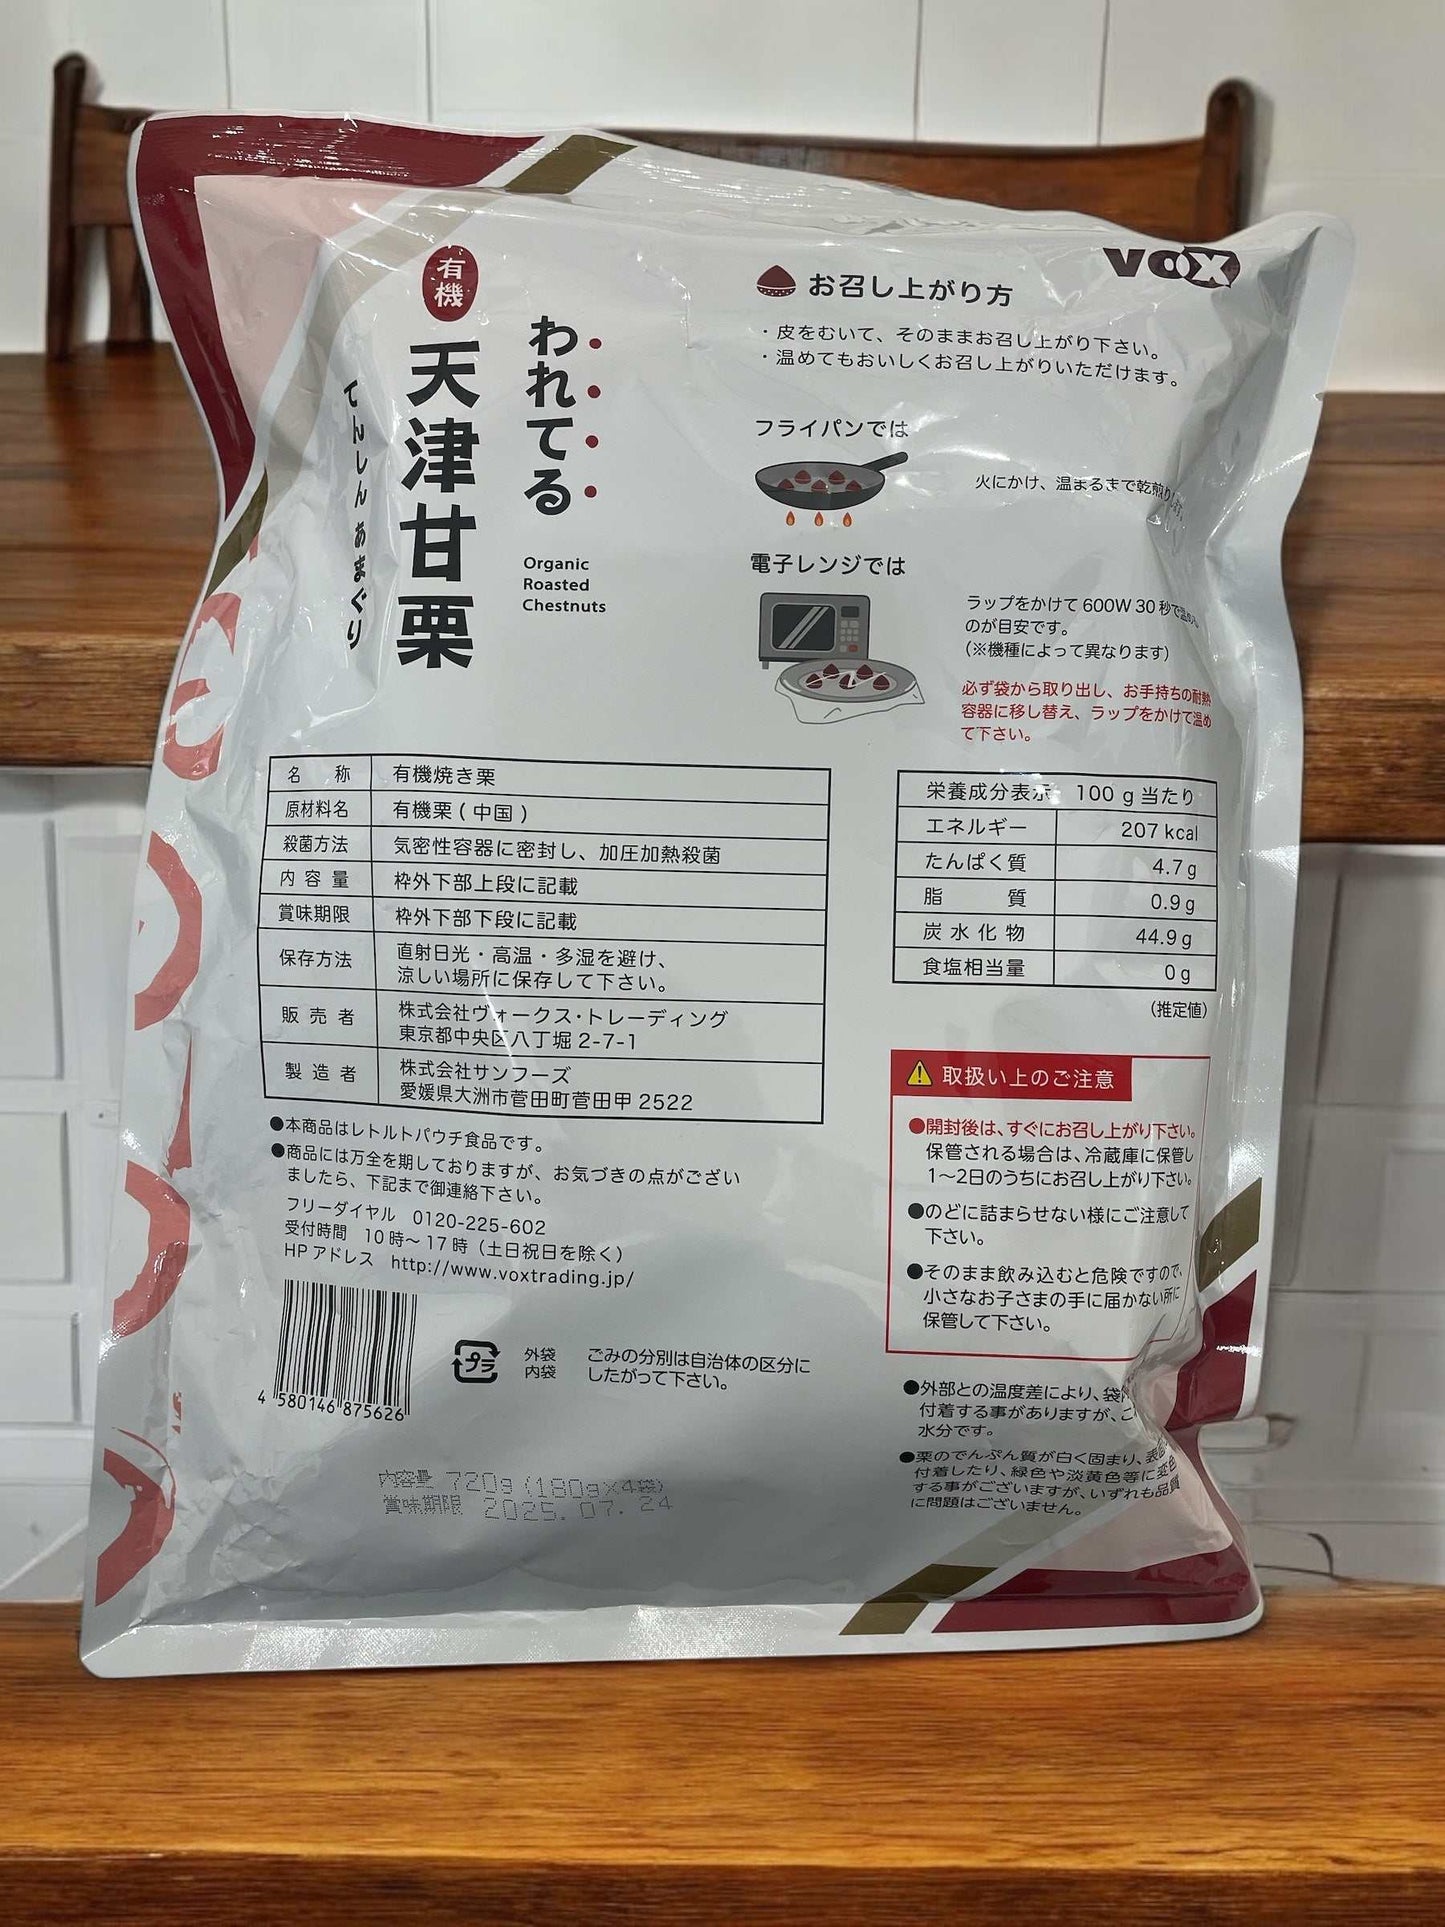 有機
天津甘栗
てんしんあまぐり
われてる
Organic
Roasted
Chestnuts
VOX
お召し上がり方
・皮をむいて、そのままお召し上がり下さい。
・温めてもおいしくお召し上がりいただけます。
フライパンでは
火にかけ、温まるまで乾煎りします。
電子レンジでは
ラップをかけて600W 30秒で温める
のが目安です。
(※機種によって異なります)
必ず袋から取り出し、お手持ちの耐熱
容器に移し替え、ラップをかけて温め
て下さい。
名称 有機焼き栗
原材料名 有機栗(中国)
殺菌方法 気密性容器に密封し、加圧加熱殺菌
内容量 枠外下部上段に記載
賞味期限 枠外下部下段に記載
保存方法 直射日光・高温・多湿を避け、
涼しい場所に保存して下さい。
販売者 株式会社ヴォークス・トレーディング
東京都中央区八丁堀2-7-1
製造者 株式会社サンフーズ
愛媛県大洲市菅田町菅田甲2522
●本商品はレトルトパウチ食品です。
●商品には万全を期しておりますが、お気づきの点がござい
ましたら、下記まで御連絡下さい。
フリーダイヤル 0120-225-602
受付時間 10時～17時(土日祝日を除く)
HPアドレス http://www.voxtrading.jp/
4 580146 875626
プラ
外袋
内袋
ごみの分別は自治体の区分に
したがって下さい。
内容量 720g (180g×4袋)
賞味期限 2025.07.24
栄養成分表示 100g当たり
エネルギー 207kcal
たんぱく質 4.7g
脂質 0.9g
炭水化物 44.9g
食塩相当量 0g
(推定値)
取扱い上のご注意
●開封後は、すぐにお召し上がり下さい。
保管される場合は、冷蔵庫に保管し
1～2日のうちにお召し上がり下さい。
●のどに詰まらせない様にご注意して
下さい。
●そのまま飲み込むと危険ですので、
小さなお子さまの手に届かない所に
保管して下さい。
●外部との温度差により、袋内
付着する事がありますが、こ
水分です。
●栗のでんぷん質が白く固まり、表面
付着したり、緑色や淡黄色等に変色
する事がございますが、いずれも品質
に問題はございません。